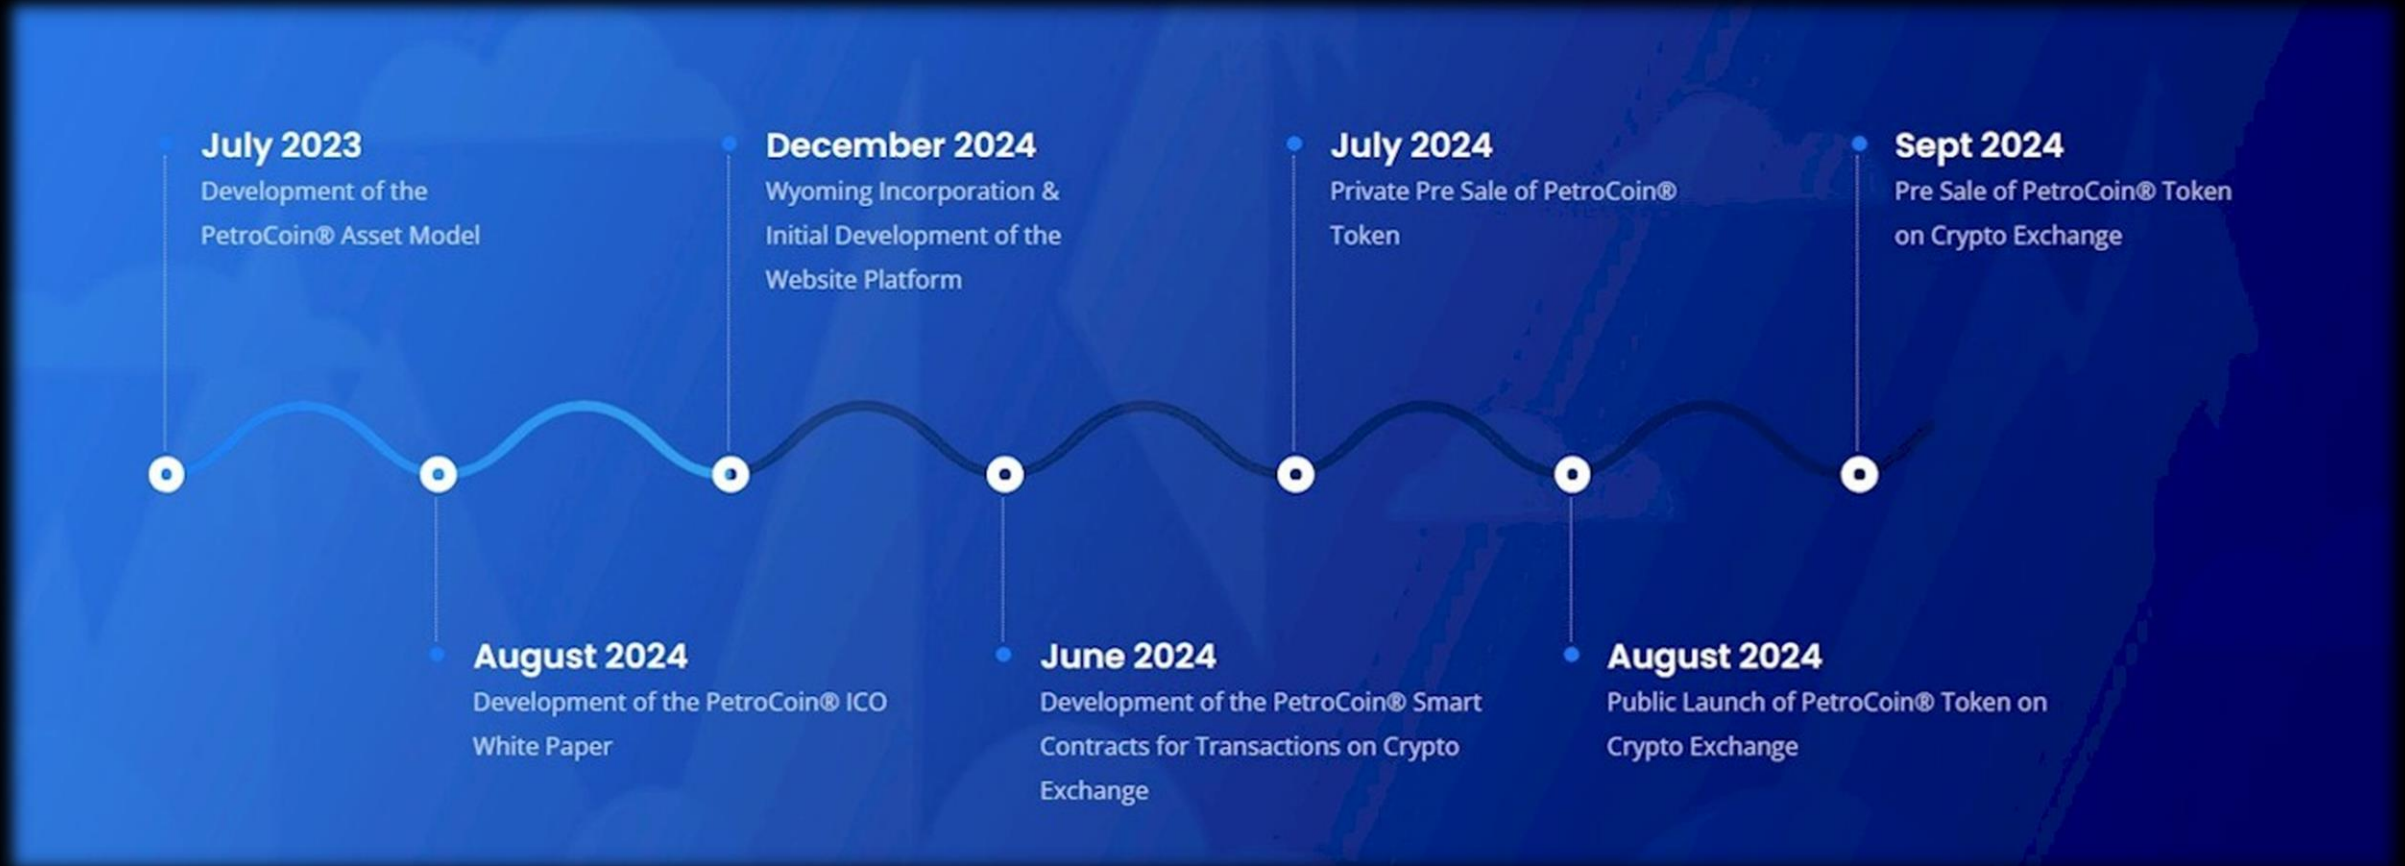 July 2023
Development of the
PetroCoin® Asset Model
August 2024
Development of the PetroCoin® ICO
White Paper
December 2024
Wyoming Incorporation &
Initial Development of the
Website Platform
June 2024
Development of the PetroCoin® Smart
Contracts for Transactions on Crypto
Exchange
July 2024
Private Pre Sale of PetroCoin®
Token
August 2024
Public Launch of PetroCoin® Token on
Crypto Exchange
Sept 2024
Pre Sale of PetroCoin® Token
on Crypto Exchange